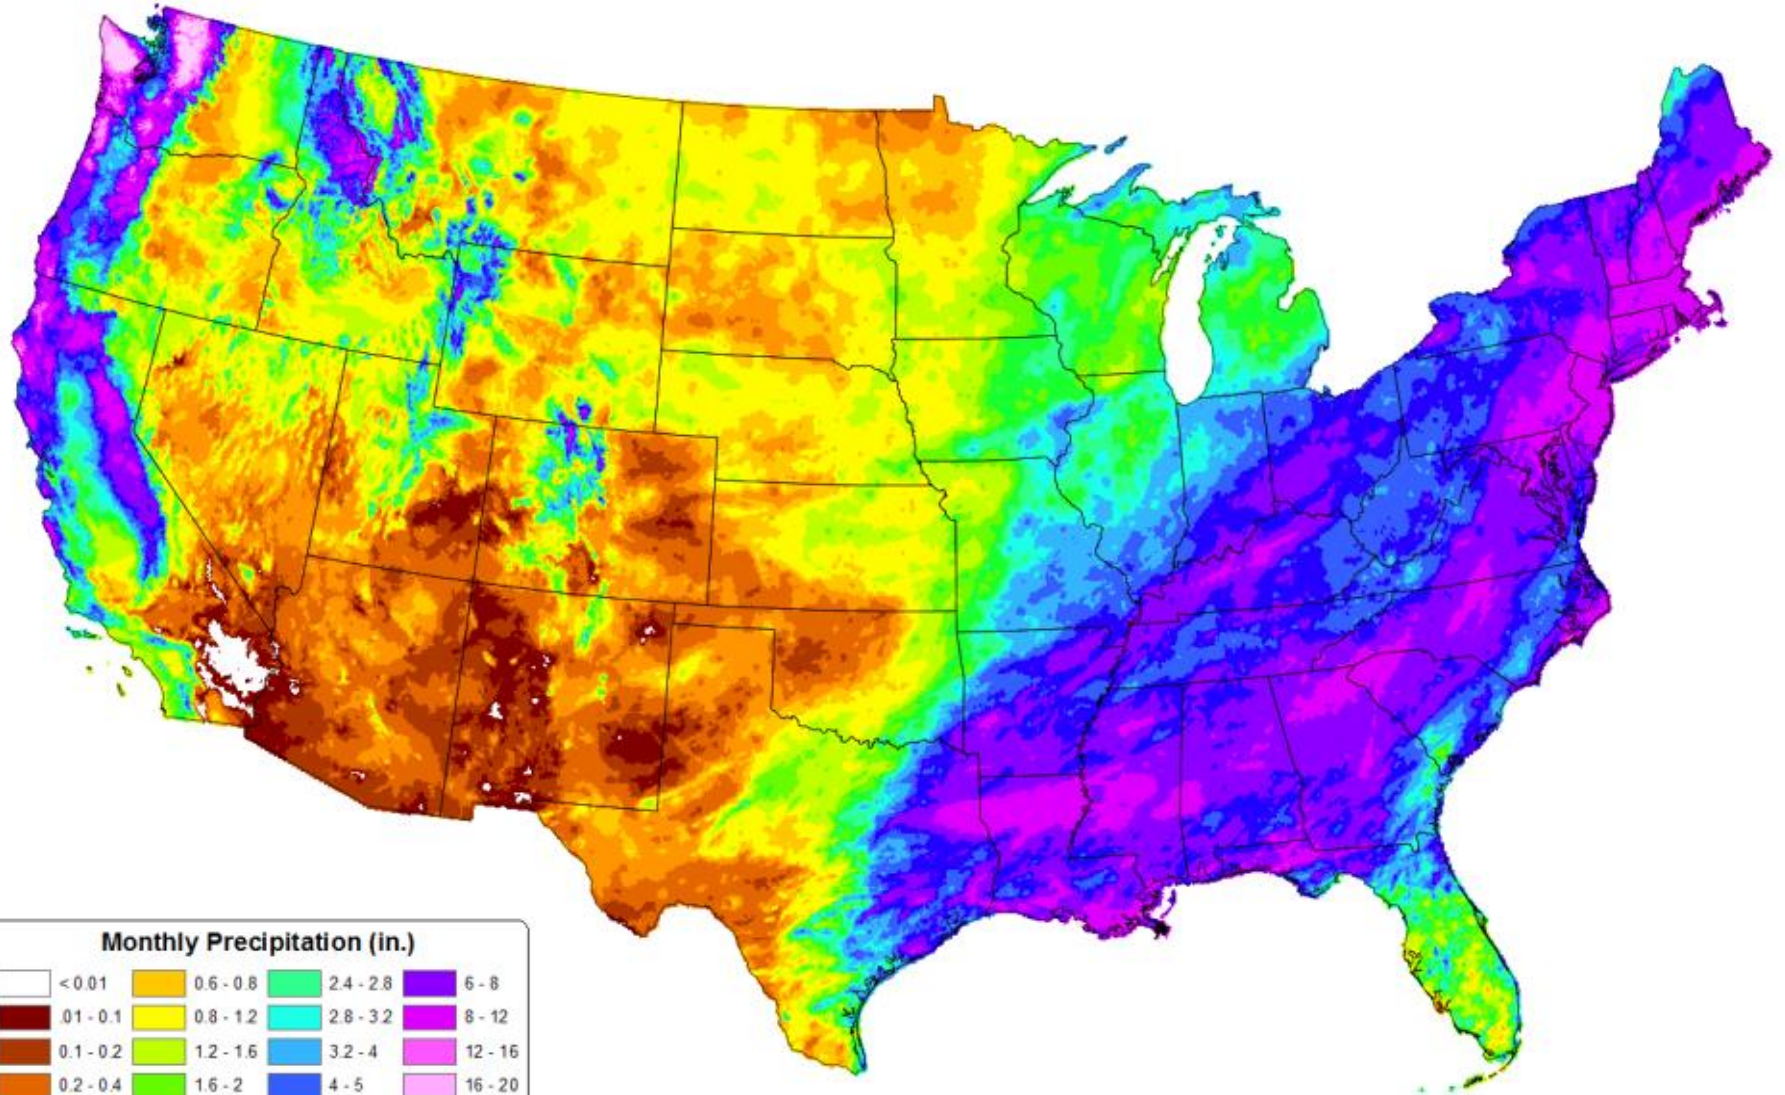 Monthly Precipitation (in.)
< 0.01 0.6 - 0.8 2.4 - 2.8 6 - 8
.01 - 0.1 0.8 - 1.2 2.8 - 3.2 8 - 12
0.1 - 0.2 1.2 - 1.6 3.2 - 4 12 - 16
0.2 - 0.4 1.6 - 2 4 - 5 16 - 20